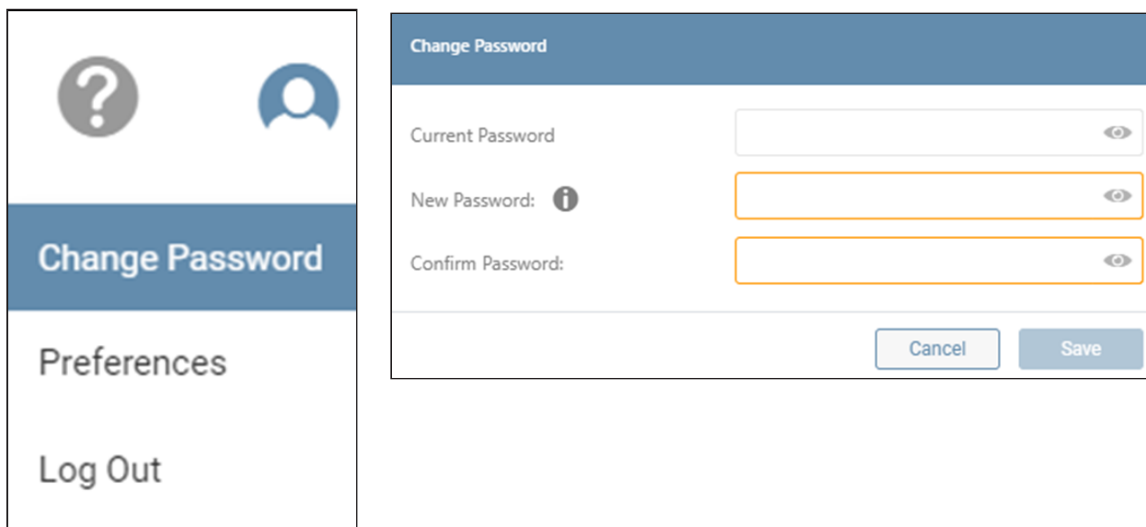 Change Password
Preferences
Log Out
Change Password
Current Password
New Password:
Confirm Password:
Cancel Save